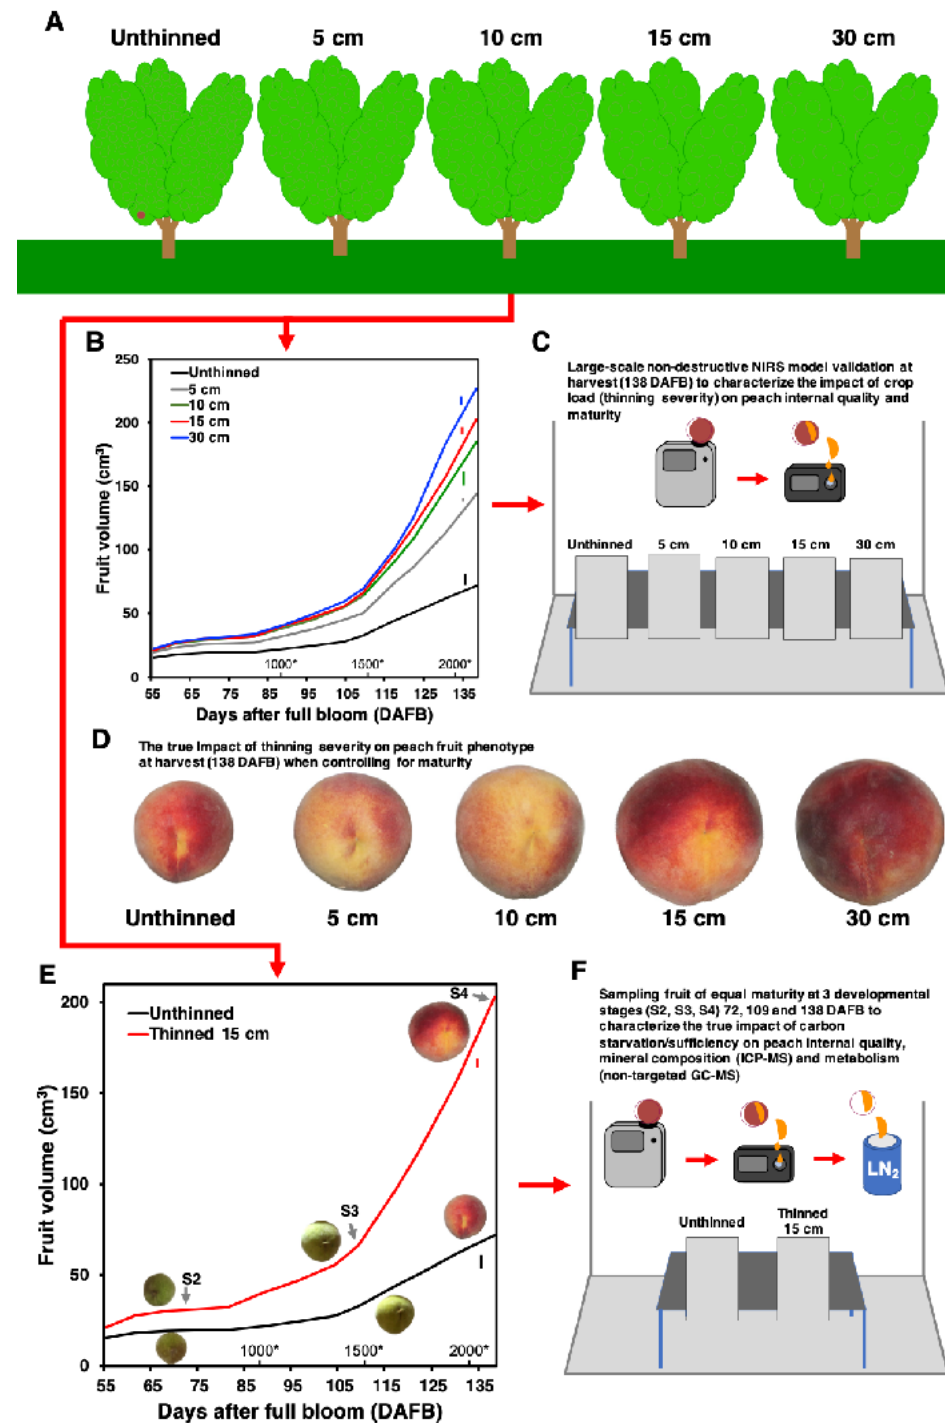 A
Unthinned 5 cm 10 cm 15 cm 30 cm
B
250
200
150
100
50
0
Fruit volume (cm³)
Unthinned
5 cm
10 cm
15 cm
30 cm
1000* 1500* 2000*
55 65 75 85 95 105 115 125 135
Days after full bloom (DAFB)
C
Large-scale non-destructive NIRS model validation at
harvest (138 DAFB) to characterize the impact of crop
load (thinning severity) on peach internal quality and
maturity
Unthinned 5 cm 10 cm 15 cm 30 cm
D
The true Impact of thinning severity on peach fruit phenotype
at harvest (138 DAFB) when controlling for maturity
Unthinned 5 cm 10 cm 15 cm 30 cm
E
200
150
100
50
0
Fruit volume (cm³)
Unthinned
Thinned 15 cm
S4
S3
S2
1000* 1500* 2000*
55 65 75 85 95 105 115 125 135
Days after full bloom (DAFB)
F
Sampling fruit of equal maturity at 3 developmental
stages (S2, S3, S4) 72, 109 and 138 DAFB to
characterize the true impact of carbon
starvation/sufficiency on peach internal quality,
mineral composition (ICP-MS) and metabolism
(non-targeted GC-MS)
LN₂
Unthinned
Thinned
15 cm